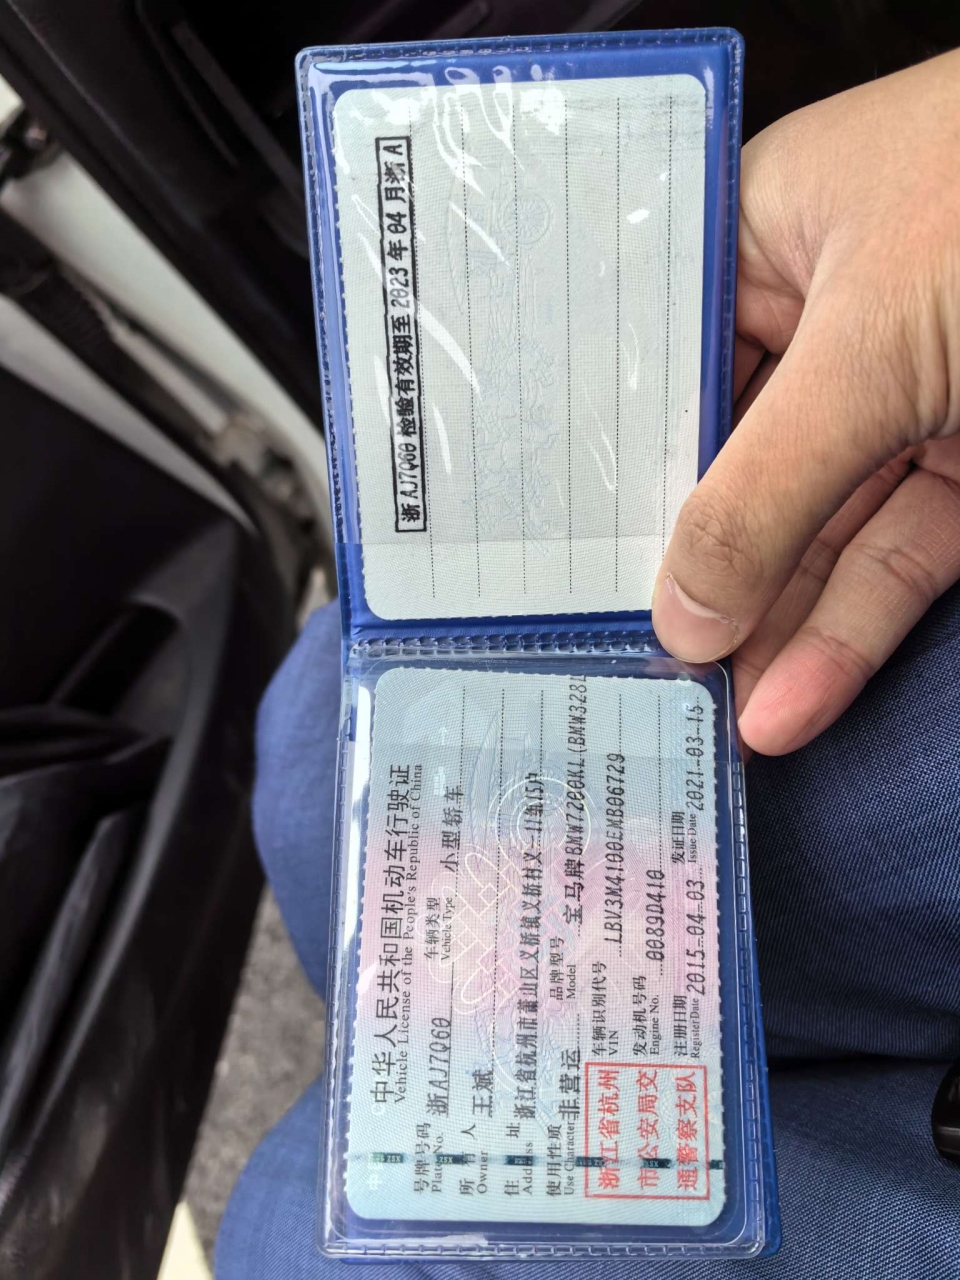 浙AJ7Q60 检验有效期至2023年04月浙A
中华人民共和国机动车行驶证
Vehicle License of the People's Republic of China
号牌号码 浙AJ7Q60 车辆类型 小型轿车
Plate No. Vehicle Type
所有人 王斌
Owner
住址 浙江省杭州市萧山区义桥镇义桥村
Address
使用性质 非营运 品牌型号 宝马牌BMW7200KL(BMW328L
Use Character Model
浙江省杭州
市公安局交
通警察支队
车辆识别代号 LBV3M4100EMB06729
VIN
发动机号码 0089D410
Engine No.
注册日期 2015-04-03 发证日期 2021-03-15
Register Date Issue Date